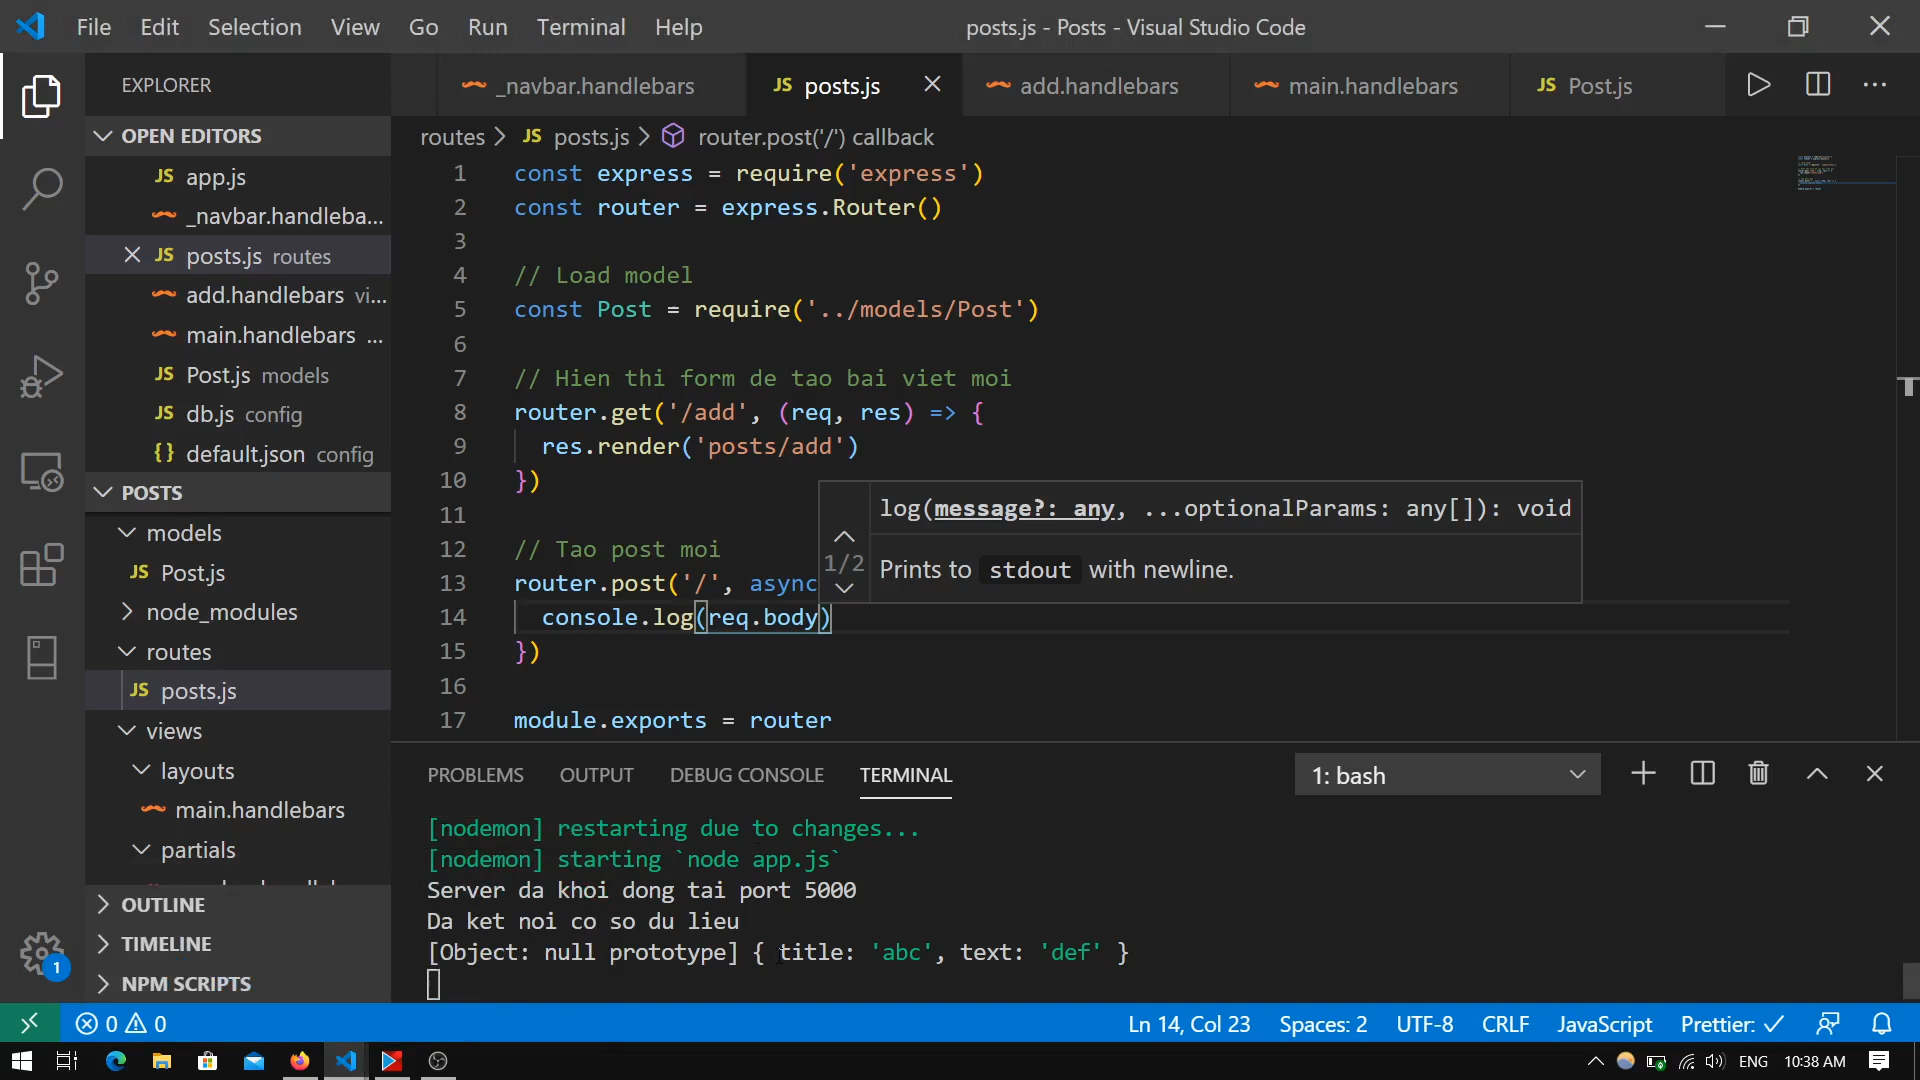 File Edit Selection View Go Run Terminal Help
posts.js - Posts - Visual Studio Code
EXPLORER
_navbar.handlebars
JS posts.js
add.handlebars
main.handlebars
JS Post.js
OPEN EDITORS
JS app.js
_navbar.handleba...
JS posts.js routes
add.handlebars vi...
main.handlebars ...
JS Post.js models
JS db.js config
{} default.json config
POSTS
models
JS Post.js
node_modules
routes
JS posts.js
views
layouts
main.handlebars
partials
OUTLINE
TIMELINE
NPM SCRIPTS
1
routes > JS posts.js > router.post('/') callback
1 const express = require('express')
2 const router = express.Router()
3
4 // Load model
5 const Post = require('../models/Post')
6
7 // Hien thi form de tao bai viet moi
8 router.get('/add', (req, res) => {
9 res.render('posts/add')
10 })
11
12 // Tao post moi
13 router.post('/', async
14 console.log(req.body)
15 })
16
17 module.exports = router
log(message?: any, ...optionalParams: any[]): void
1/2
Prints to stdout with newline.
PROBLEMS OUTPUT DEBUG CONSOLE TERMINAL
1: bash
[nodemon] restarting due to changes...
[nodemon] starting `node app.js`
Server da khoi dong tai port 5000
Da ket noi co so du lieu
[Object: null prototype] { title: 'abc', text: 'def' }
0 0
Ln 14, Col 23 Spaces: 2 UTF-8 CRLF JavaScript Prettier: ✓
ENG 10:38 AM